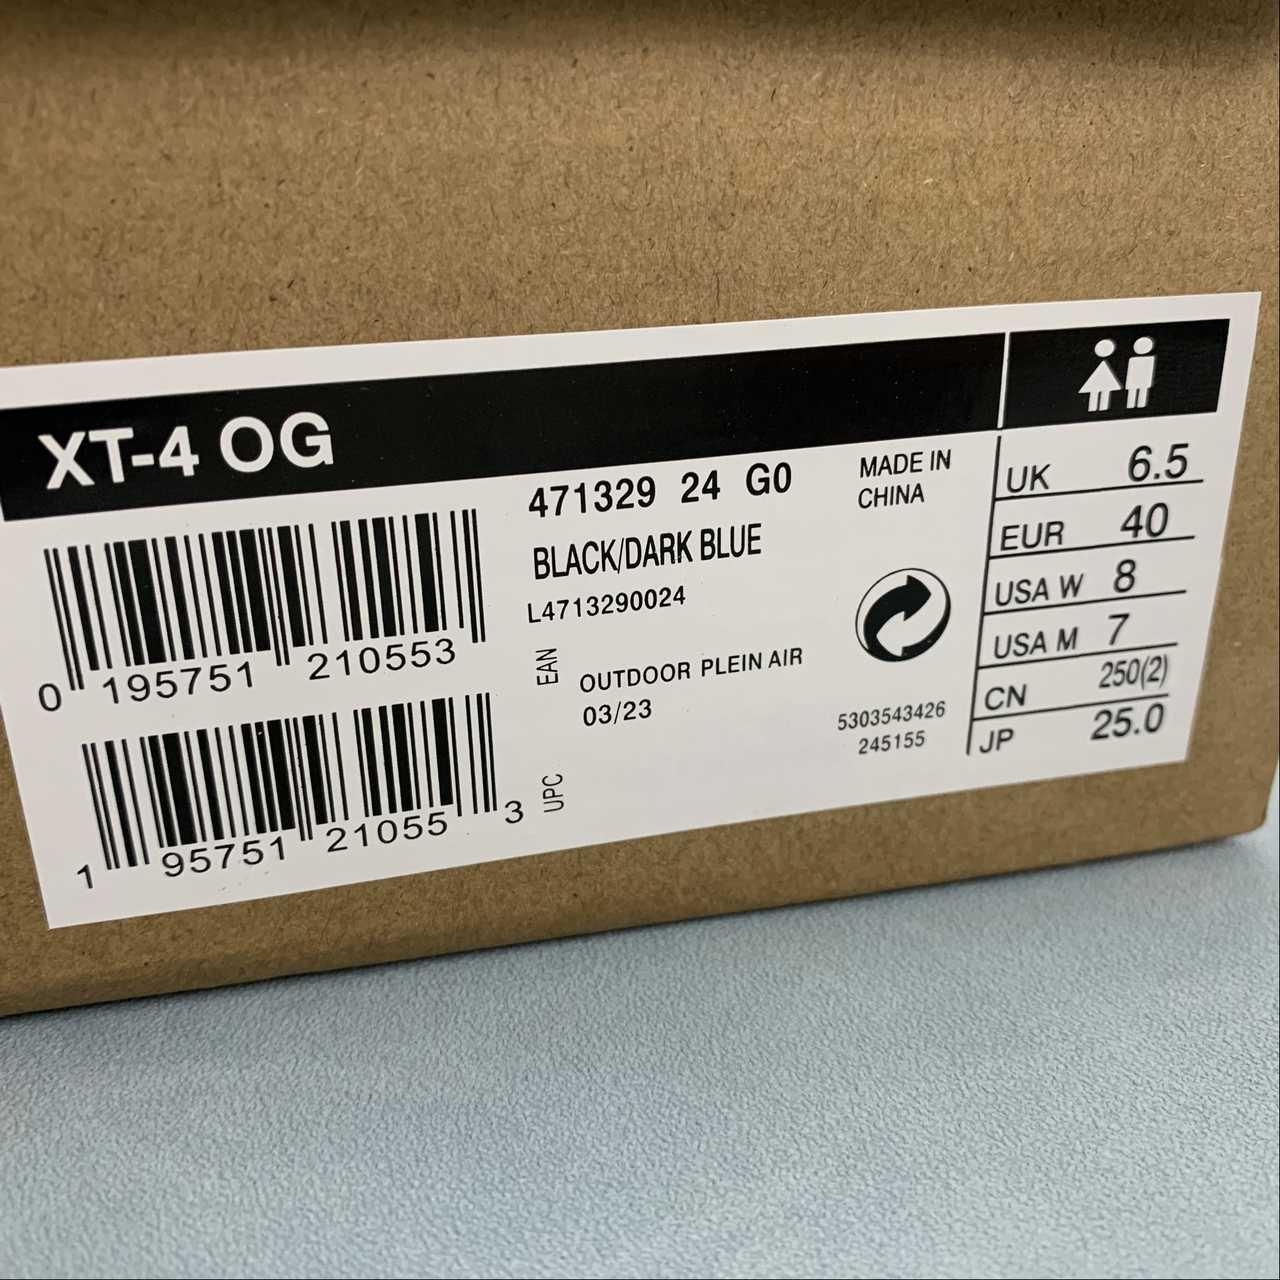 XT-4 OG
471329 24 G0
BLACK/DARK BLUE
L4713290024
MADE IN
CHINA
0 195751 210553
EAN
OUTDOOR PLEIN AIR
03/23
1 95751 21055 3
UPC
5303543426
245155
UK 6.5
EUR 40
USA W 8
USA M 7
CN 250(2)
JP 25.0